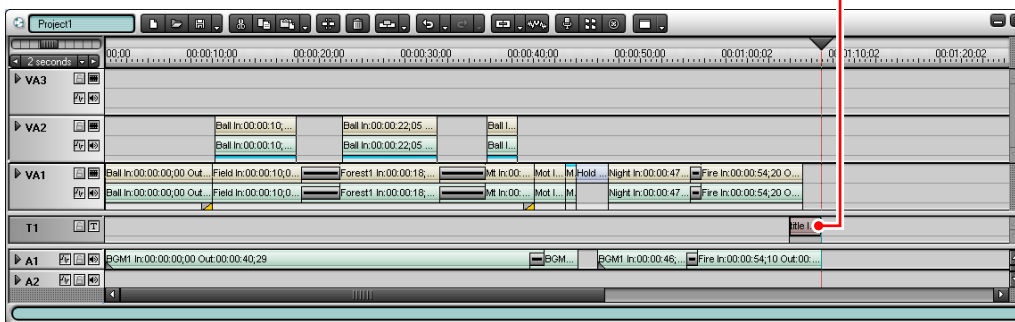 Project1
2 seconds
00:00 00:00:10;00 00:00:20;00 00:00:30;00 00:00:40;00 00:00:50;00 00:01:00;02 00:01:10;02 00:01:20;02
VA3
VA2
Ball In:00:00:10;... Ball In:00:00:22;05 ... Ball I...
Ball In:00:00:10;... Ball In:00:00:22;05 ... Ball I...
VA1
Ball In:00:00:00;00 Out... Field In:00:00:10;0... Forest1 In:00:00:18;... Mt In:00:... Mot I... M. Hold ... Night In:00:00:47... Fire In:00:00:54;20 O...
Ball In:00:00:00;00 Out... Field In:00:00:10;0... Forest1 In:00:00:18;... Mt In:00:... Mot I... M. Night In:00:00:47... Fire In:00:00:54;20 O...
T1 T title I...
A1 BGM1 In:00:00:00;00 Out:00:00:40;29 BGM... BGM1 In:00:00:46;... Fire In:00:00:54;10 Out:00:...
A2